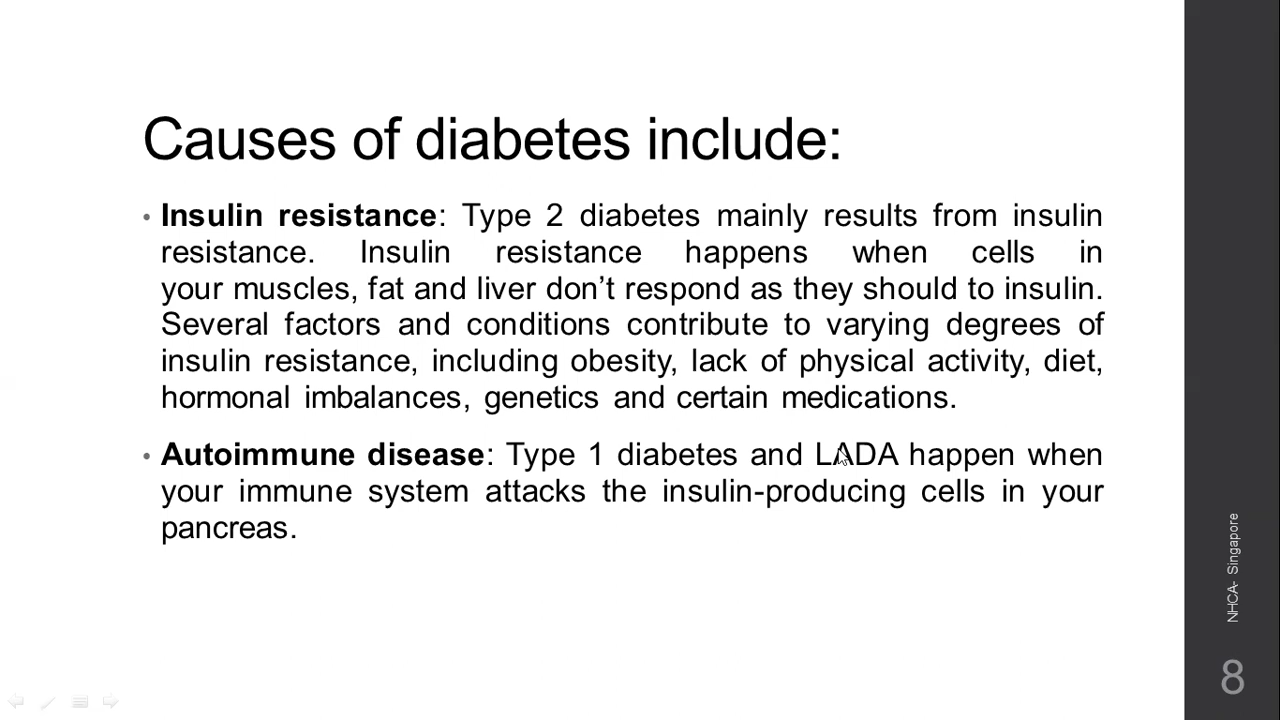 Causes of diabetes include:
• Insulin resistance: Type 2 diabetes mainly results from insulin
resistance. Insulin resistance happens when cells in
your muscles, fat and liver don’t respond as they should to insulin.
Several factors and conditions contribute to varying degrees of
insulin resistance, including obesity, lack of physical activity, diet,
hormonal imbalances, genetics and certain medications.
• Autoimmune disease: Type 1 diabetes and LADA happen when
your immune system attacks the insulin-producing cells in your
pancreas.
NHCA- Singapore
8